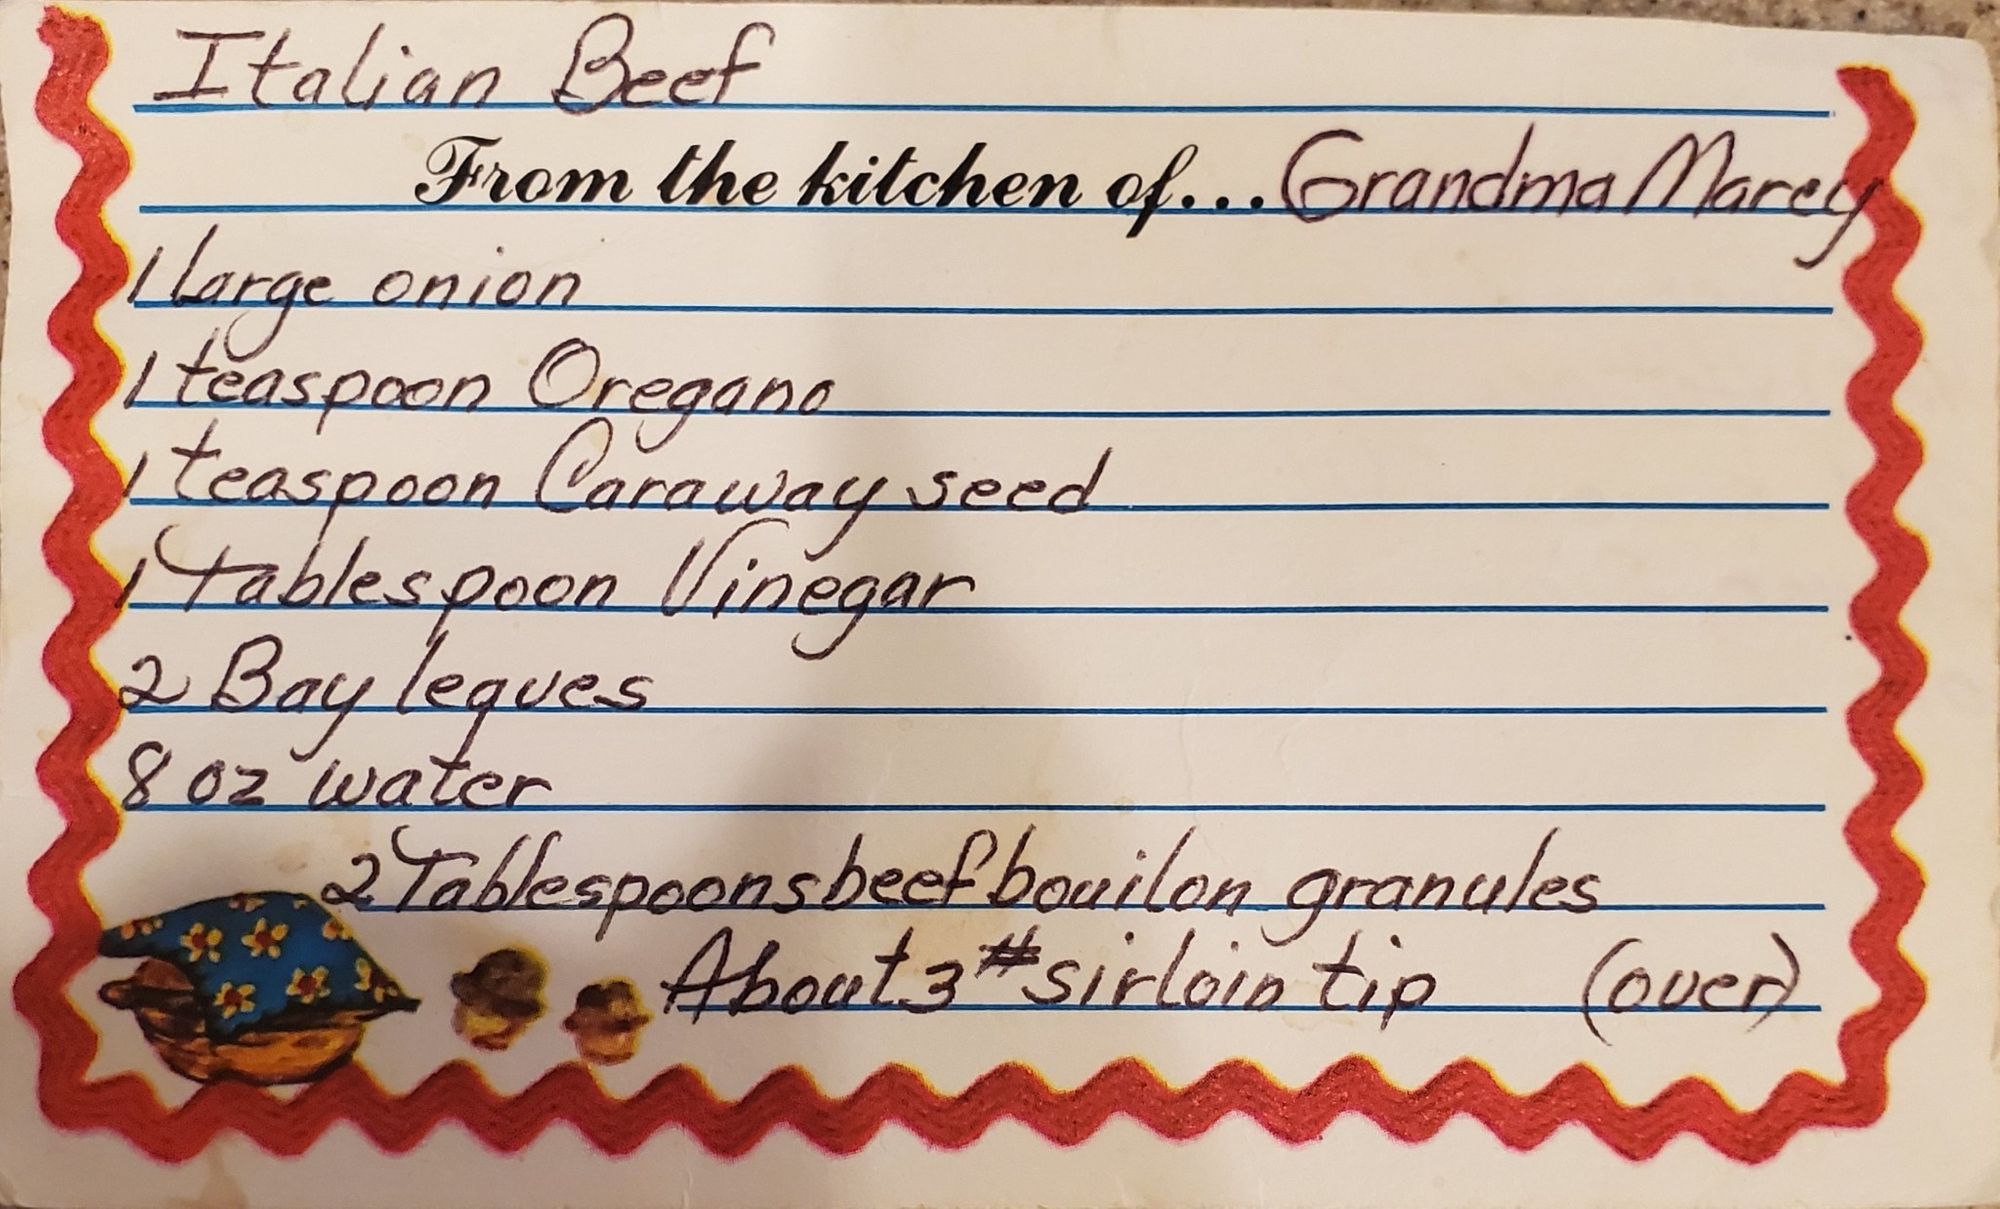 Italian Beef
From the kitchen of... Grandma Marey
1 large onion
1 teaspoon Oregano
1 teaspoon Caraway seed
1 Tablespoon Vinegar
2 Bay leaves
8 oz water
2 Tablespoons beef bouilon granules
About 3# sirloin tip (over)